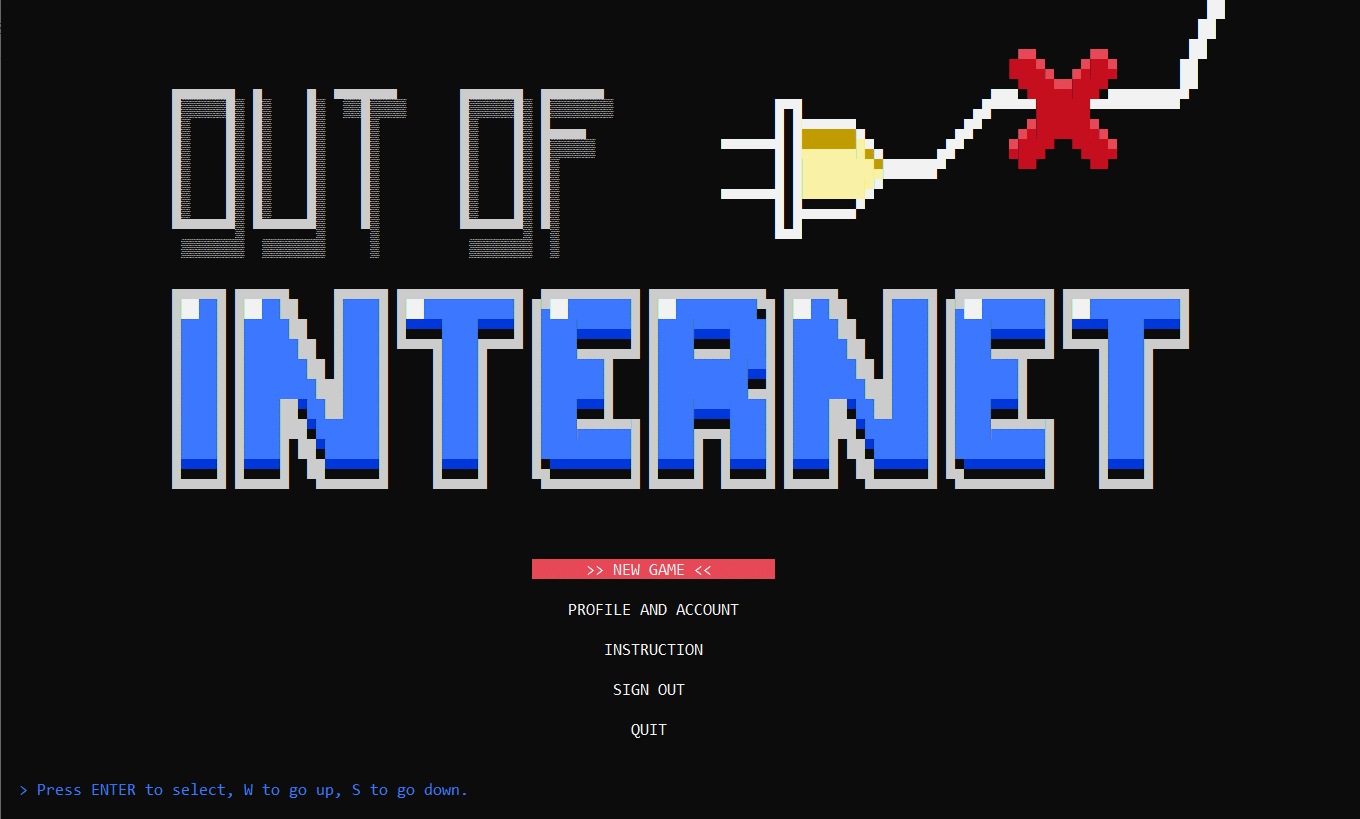 OUT OF
INTERNET
>> NEW GAME <<
PROFILE AND ACCOUNT
INSTRUCTION
SIGN OUT
QUIT
> Press ENTER to select, W to go up, S to go down.